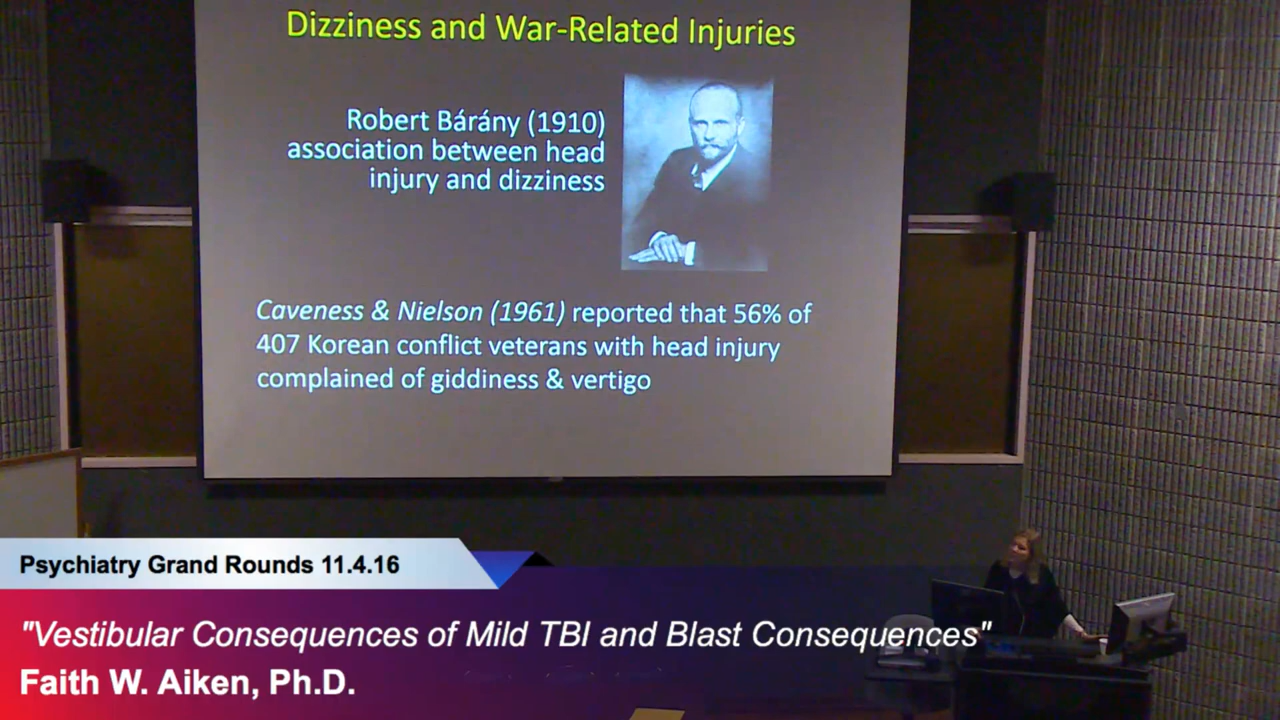 Dizziness and War-Related Injuries
Robert Bárány (1910)
association between head
injury and dizziness
Caveness & Nielson (1961) reported that 56% of
407 Korean conflict veterans with head injury
complained of giddiness & vertigo
Psychiatry Grand Rounds 11.4.16
"Vestibular Consequences of Mild TBI and Blast Consequences"
Faith W. Aiken, Ph.D.